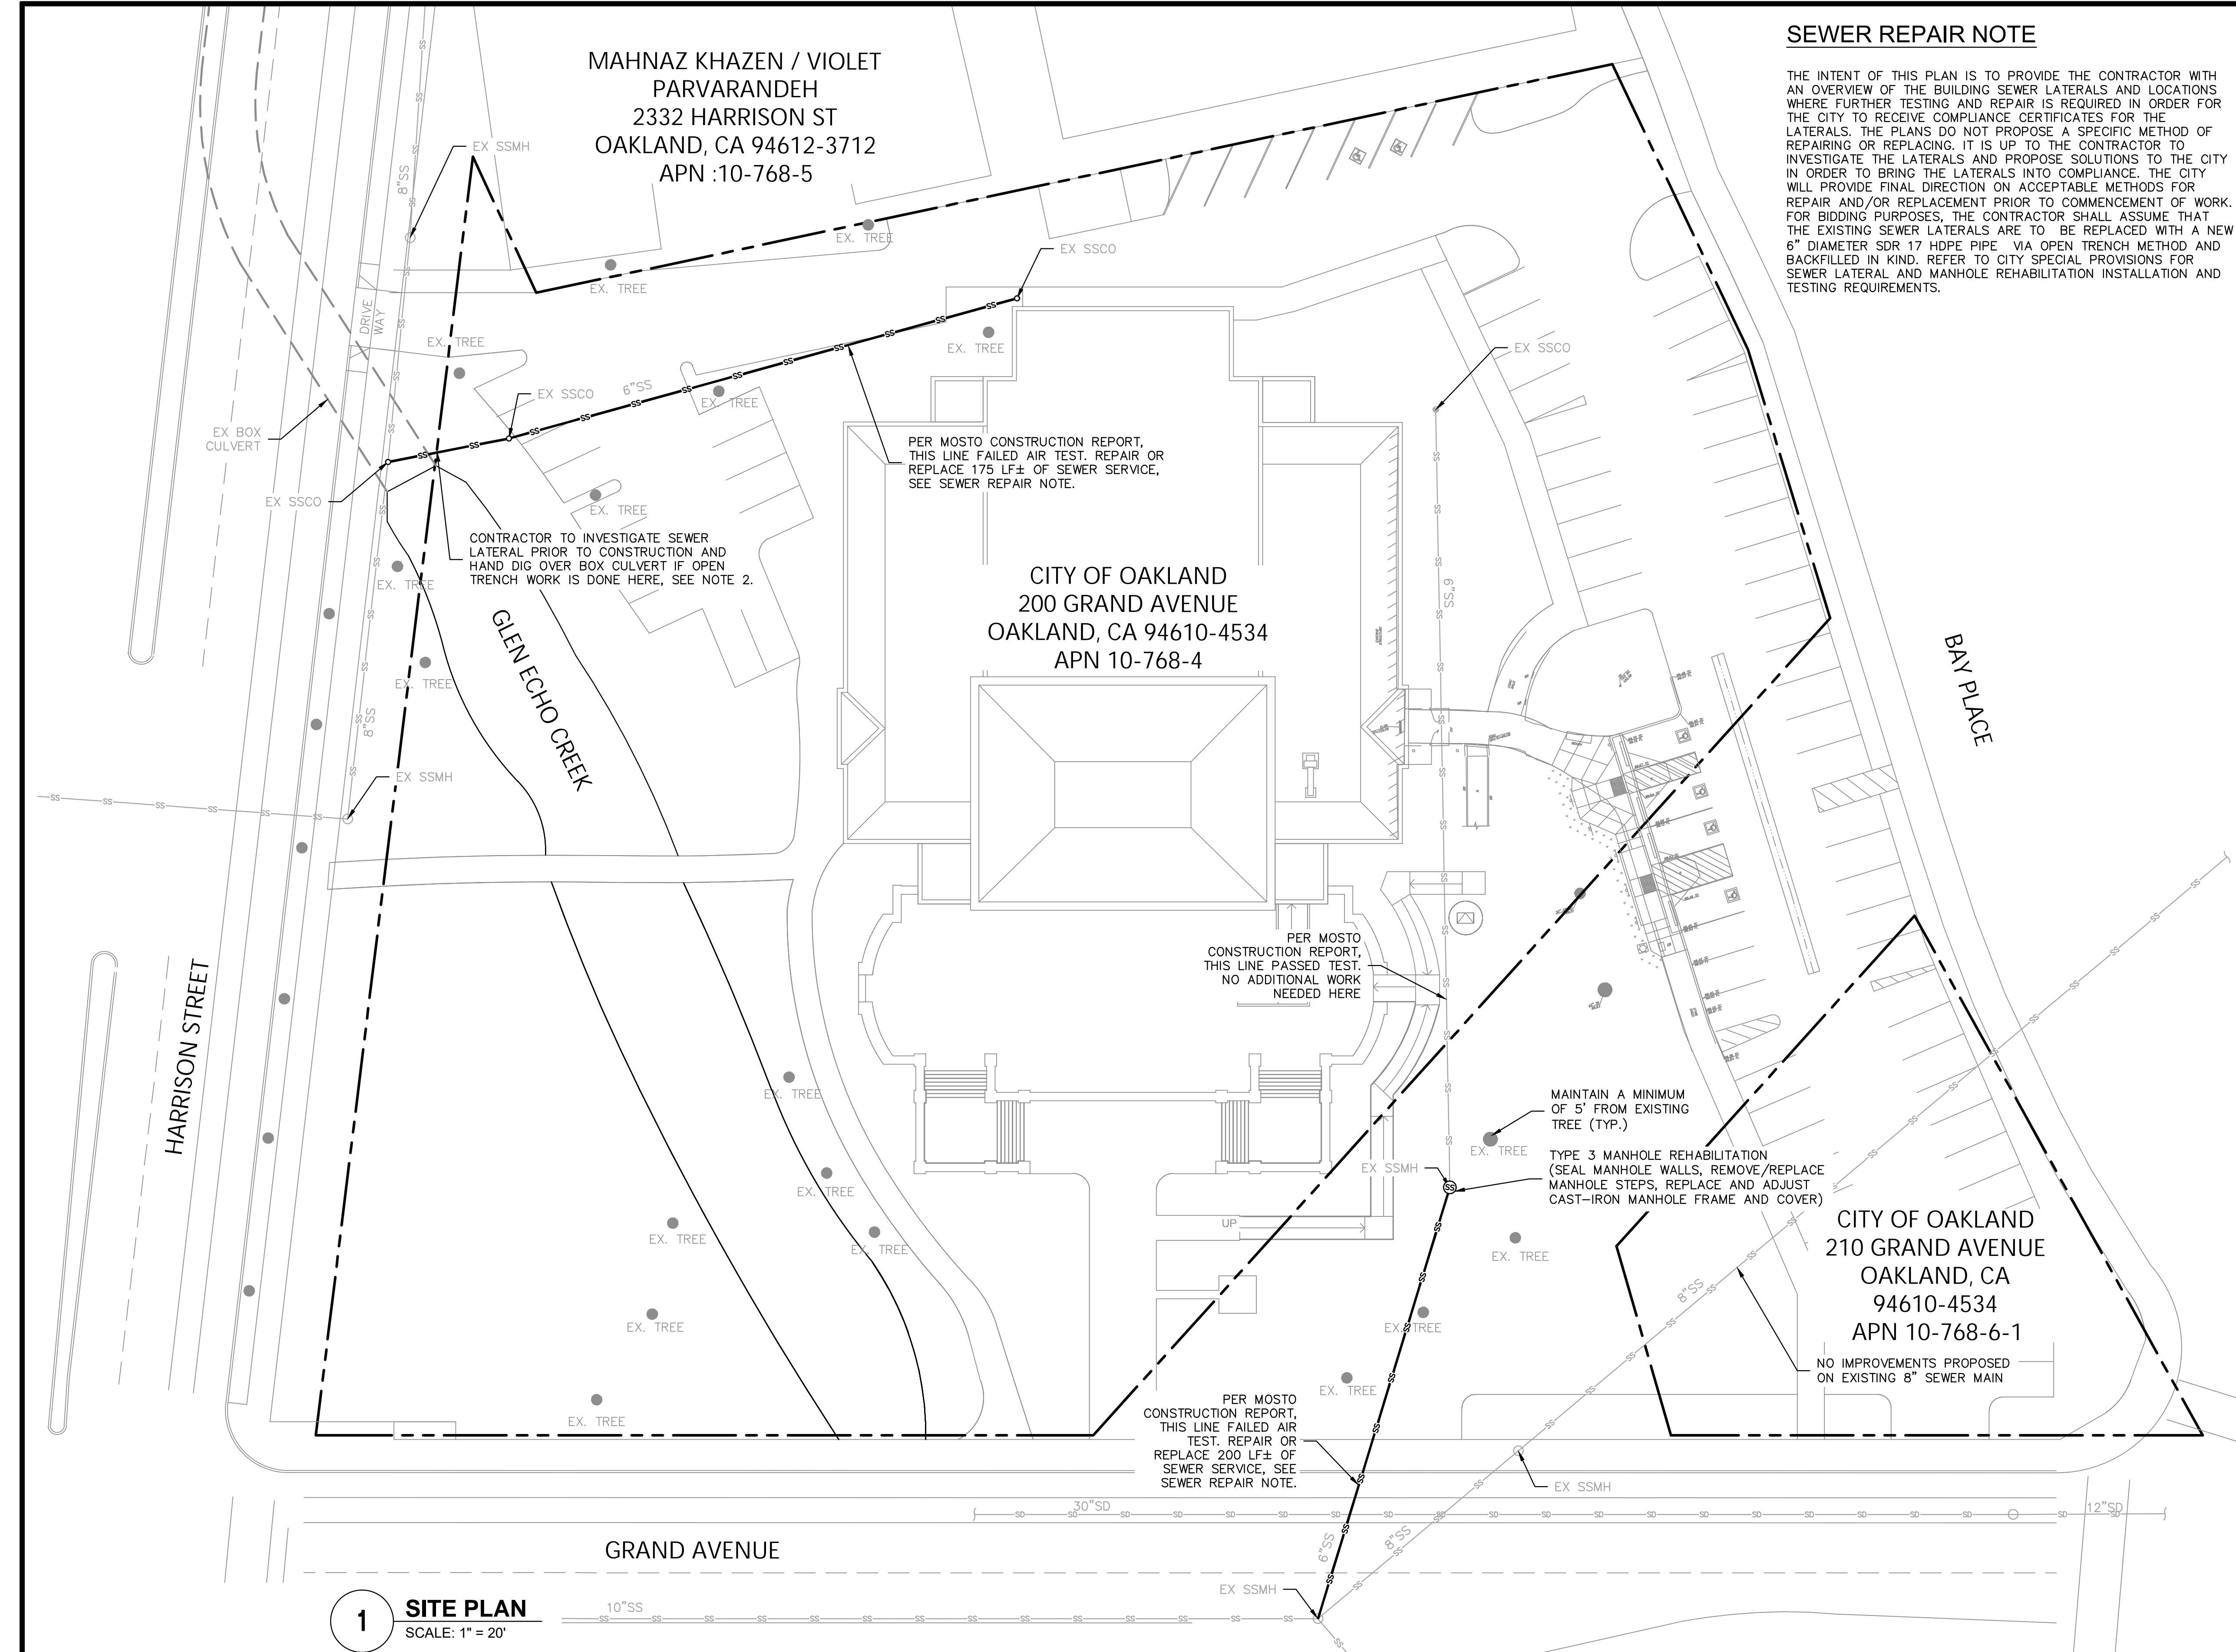 SEWER REPAIR NOTE
THE INTENT OF THIS PLAN IS TO PROVIDE THE CONTRACTOR WITH
AN OVERVIEW OF THE BUILDING SEWER LATERALS AND LOCATIONS
WHERE FURTHER TESTING AND REPAIR IS REQUIRED IN ORDER FOR
THE CITY TO RECEIVE COMPLIANCE CERTIFICATES FOR THE
LATERALS. THE PLANS DO NOT PROPOSE A SPECIFIC METHOD OF
REPAIRING OR REPLACING. IT IS UP TO THE CONTRACTOR TO
INVESTIGATE THE LATERALS AND PROPOSE SOLUTIONS TO THE CITY
IN ORDER TO BRING THE LATERALS INTO COMPLIANCE. THE CITY
WILL PROVIDE FINAL DIRECTION ON ACCEPTABLE METHODS FOR
REPAIR AND/OR REPLACEMENT PRIOR TO COMMENCEMENT OF WORK.
FOR BIDDING PURPOSES, THE CONTRACTOR SHALL ASSUME THAT
THE EXISTING SEWER LATERALS ARE TO BE REPLACED WITH A NEW
6" DIAMETER SDR 17 HDPE PIPE VIA OPEN TRENCH METHOD AND
BACKFILLED IN KIND. REFER TO CITY SPECIAL PROVISIONS FOR
SEWER LATERAL AND MANHOLE REHABILITATION INSTALLATION AND
TESTING REQUIREMENTS.
MAHNAZ KHAZEN / VIOLET
PARVARANDEH
2332 HARRISON ST
OAKLAND, CA 94612-3712
APN :10-768-5
EX SSMH
8"SS
EX. TREE
EX. TREE
EX SSCO
DRIVE
WAY
EX. TREE
EX. TREE
EX SSCO
EX SSCO
6"SS
EX. TREE
EX BOX
CULVERT
PER MOSTO CONSTRUCTION REPORT,
THIS LINE FAILED AIR TEST. REPAIR OR
REPLACE 175 LF± OF SEWER SERVICE,
SEE SEWER REPAIR NOTE.
EX SSCO
EX. TREE
CONTRACTOR TO INVESTIGATE SEWER
LATERAL PRIOR TO CONSTRUCTION AND
HAND DIG OVER BOX CULVERT IF OPEN
TRENCH WORK IS DONE HERE, SEE NOTE 2.
EX. TREE
CITY OF OAKLAND
200 GRAND AVENUE
OAKLAND, CA 94610-4534
APN 10-768-4
6"SS
GLEN ECHO CREEK
EX. TREE
BAY PLACE
8"SS
EX SSMH
PER MOSTO
CONSTRUCTION REPORT,
THIS LINE PASSED TEST.
NO ADDITIONAL WORK
NEEDED HERE
HARRISON STREET
EX. TREE
MAINTAIN A MINIMUM
OF 5' FROM EXISTING
TREE (TYP.)
EX. TREE
TYPE 3 MANHOLE REHABILITATION
(SEAL MANHOLE WALLS, REMOVE/REPLACE
MANHOLE STEPS, REPLACE AND ADJUST
CAST-IRON MANHOLE FRAME AND COVER)
EX SSMH
SS
EX. TREE
UP
EX. TREE
EX. TREE
EX. TREE
CITY OF OAKLAND
210 GRAND AVENUE
OAKLAND, CA
94610-4534
APN 10-768-6-1
8"SS
EX. TREE
EX. TREE
NO IMPROVEMENTS PROPOSED
ON EXISTING 8" SEWER MAIN
EX. TREE
EX. TREE
PER MOSTO
CONSTRUCTION REPORT,
THIS LINE FAILED AIR
TEST. REPAIR OR
REPLACE 200 LF± OF
SEWER SERVICE, SEE
SEWER REPAIR NOTE.
EX SSMH
30"SD
12"SD
6"SS
8"SS
GRAND AVENUE
EX SSMH
10"SS
1
SITE PLAN
SCALE: 1" = 20'